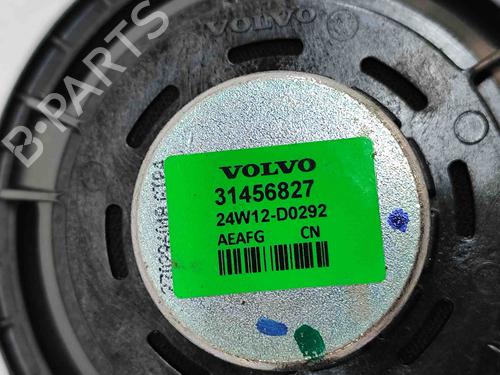 B-PARTS
VOLVO
VOLVO
31456827
24W12-D0292
AEAFG CN